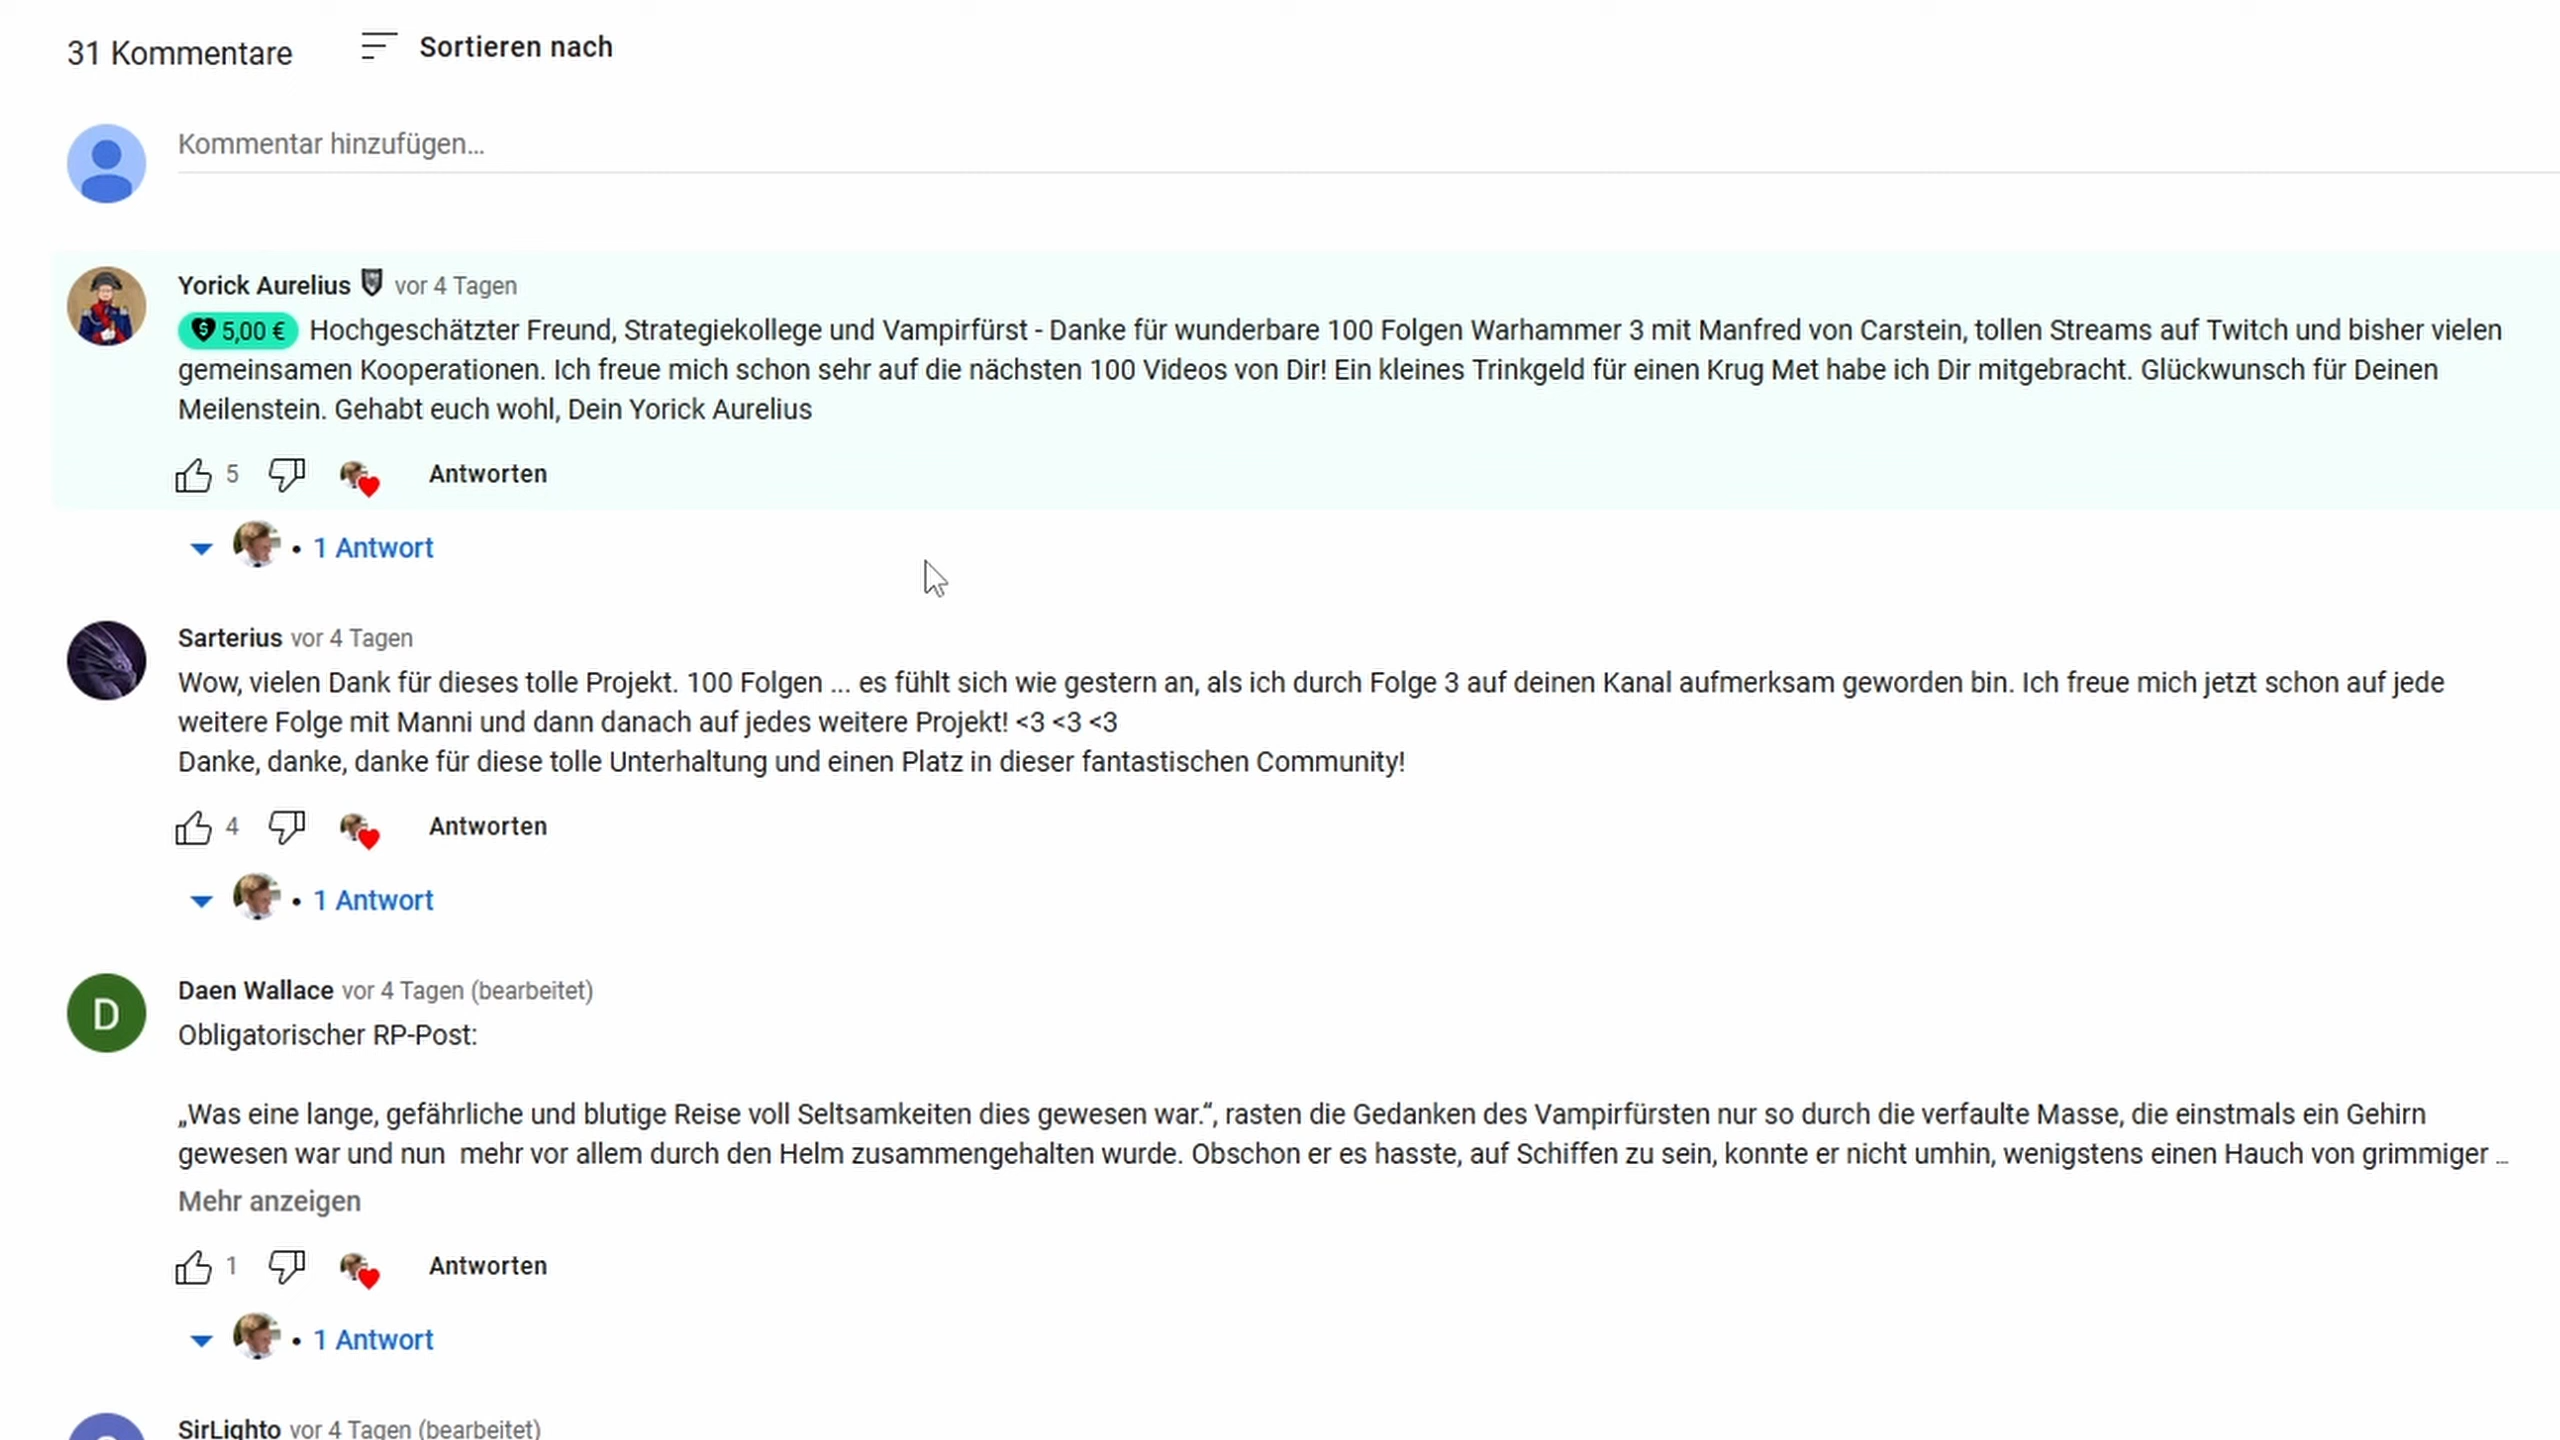 31 Kommentare
Sortieren nach
Kommentar hinzufügen...
Yorick Aurelius vor 4 Tagen
5,00 € Hochgeschätzter Freund, Strategiekollege und Vampirfürst - Danke für wunderbare 100 Folgen Warhammer 3 mit Manfred von Carstein, tollen Streams auf Twitch und bisher vielen
gemeinsamen Kooperationen. Ich freue mich schon sehr auf die nächsten 100 Videos von Dir! Ein kleines Trinkgeld für einen Krug Met habe ich Dir mitgebracht. Glückwunsch für Deinen
Meilenstein. Gehabt euch wohl, Dein Yorick Aurelius
5 Antworten
• 1 Antwort
Sarterius vor 4 Tagen
Wow, vielen Dank für dieses tolle Projekt. 100 Folgen ... es fühlt sich wie gestern an, als ich durch Folge 3 auf deinen Kanal aufmerksam geworden bin. Ich freue mich jetzt schon auf jede
weitere Folge mit Manni und dann danach auf jedes weitere Projekt! <3 <3 <3
Danke, danke, danke für diese tolle Unterhaltung und einen Platz in dieser fantastischen Community!
4 Antworten
• 1 Antwort
D
Daen Wallace vor 4 Tagen (bearbeitet)
Obligatorischer RP-Post:
„Was eine lange, gefährliche und blutige Reise voll Seltsamkeiten dies gewesen war.“, rasten die Gedanken des Vampirfürsten nur so durch die verfaulte Masse, die einstmals ein Gehirn
gewesen war und nun  mehr vor allem durch den Helm zusammengehalten wurde. Obschon er es hasste, auf Schiffen zu sein, konnte er nicht umhin, wenigstens einen Hauch von grimmiger ...
Mehr anzeigen
1 Antworten
• 1 Antwort
SirLighto vor 4 Tagen (bearbeitet)